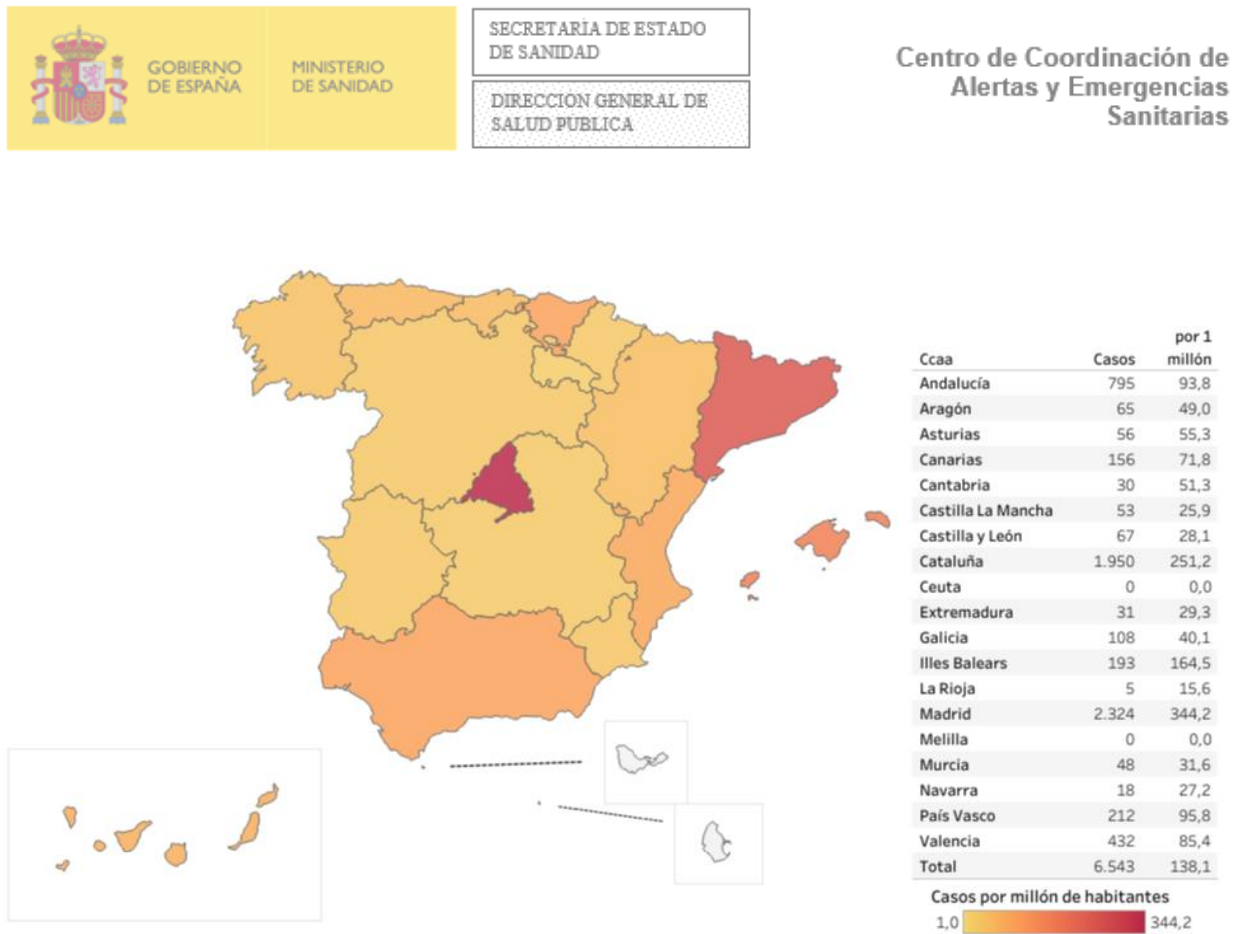 GOBIERNO
DE ESPAÑA
MINISTERIO
DE SANIDAD
SECRETARÍA DE ESTADO
DE SANIDAD
DIRECCION GENERAL DE
SALUD PUBLICA
Centro de Coordinación de
Alertas y Emergencias
Sanitarias
por 1
Ccaa Casos millón
Andalucía 795 93,8
Aragón 65 49,0
Asturias 56 55,3
Canarias 156 71,8
Cantabria 30 51,3
Castilla La Mancha 53 25,9
Castilla y León 67 28,1
Cataluña 1.950 251,2
Ceuta 0 0,0
Extremadura 31 29,3
Galicia 108 40,1
Illes Balears 193 164,5
La Rioja 5 15,6
Madrid 2.324 344,2
Melilla 0 0,0
Murcia 48 31,6
Navarra 18 27,2
País Vasco 212 95,8
Valencia 432 85,4
Total 6.543 138,1
Casos por millón de habitantes
1,0 344,2